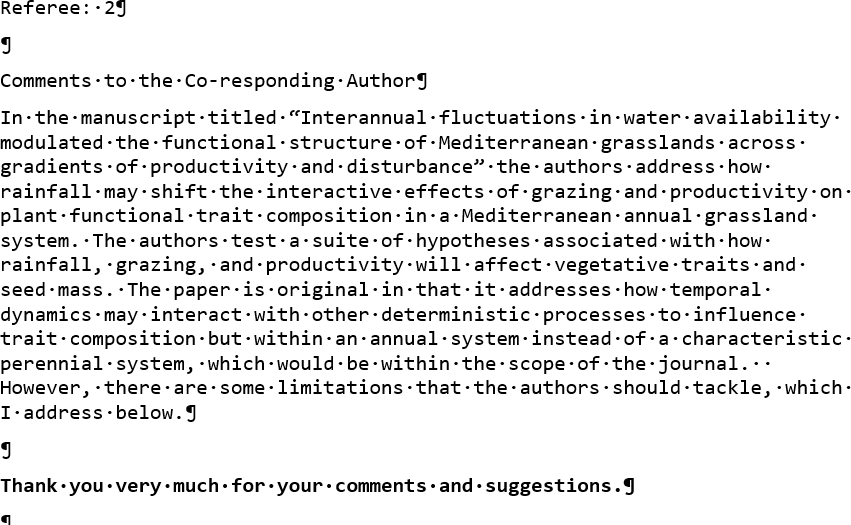 Referee: 2¶
¶
Comments to the Co-responding Author¶
In the manuscript titled “Interannual fluctuations in water availability
modulated the functional structure of Mediterranean grasslands across
gradients of productivity and disturbance” the authors address how
rainfall may shift the interactive effects of grazing and productivity on
plant functional trait composition in a Mediterranean annual grassland
system. The authors test a suite of hypotheses associated with how
rainfall, grazing, and productivity will affect vegetative traits and
seed mass. The paper is original in that it addresses how temporal
dynamics may interact with other deterministic processes to influence
trait composition but within an annual system instead of a characteristic
perennial system, which would be within the scope of the journal.
However, there are some limitations that the authors should tackle, which
I address below.¶
¶
Thank you very much for your comments and suggestions.¶
¶